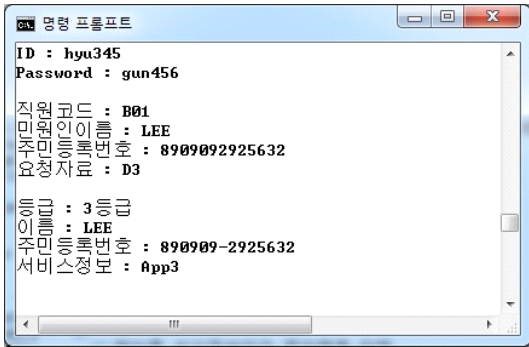 명령 프롬프트
ID : hyu345
Password : gun456
직원코드 : B01
민원인이름 : LEE
주민등록번호 : 8909092925632
요청자료 : D3
등급 : 3등급
이름 : LEE
주민등록번호 : 890909-2925632
서비스정보 : App3